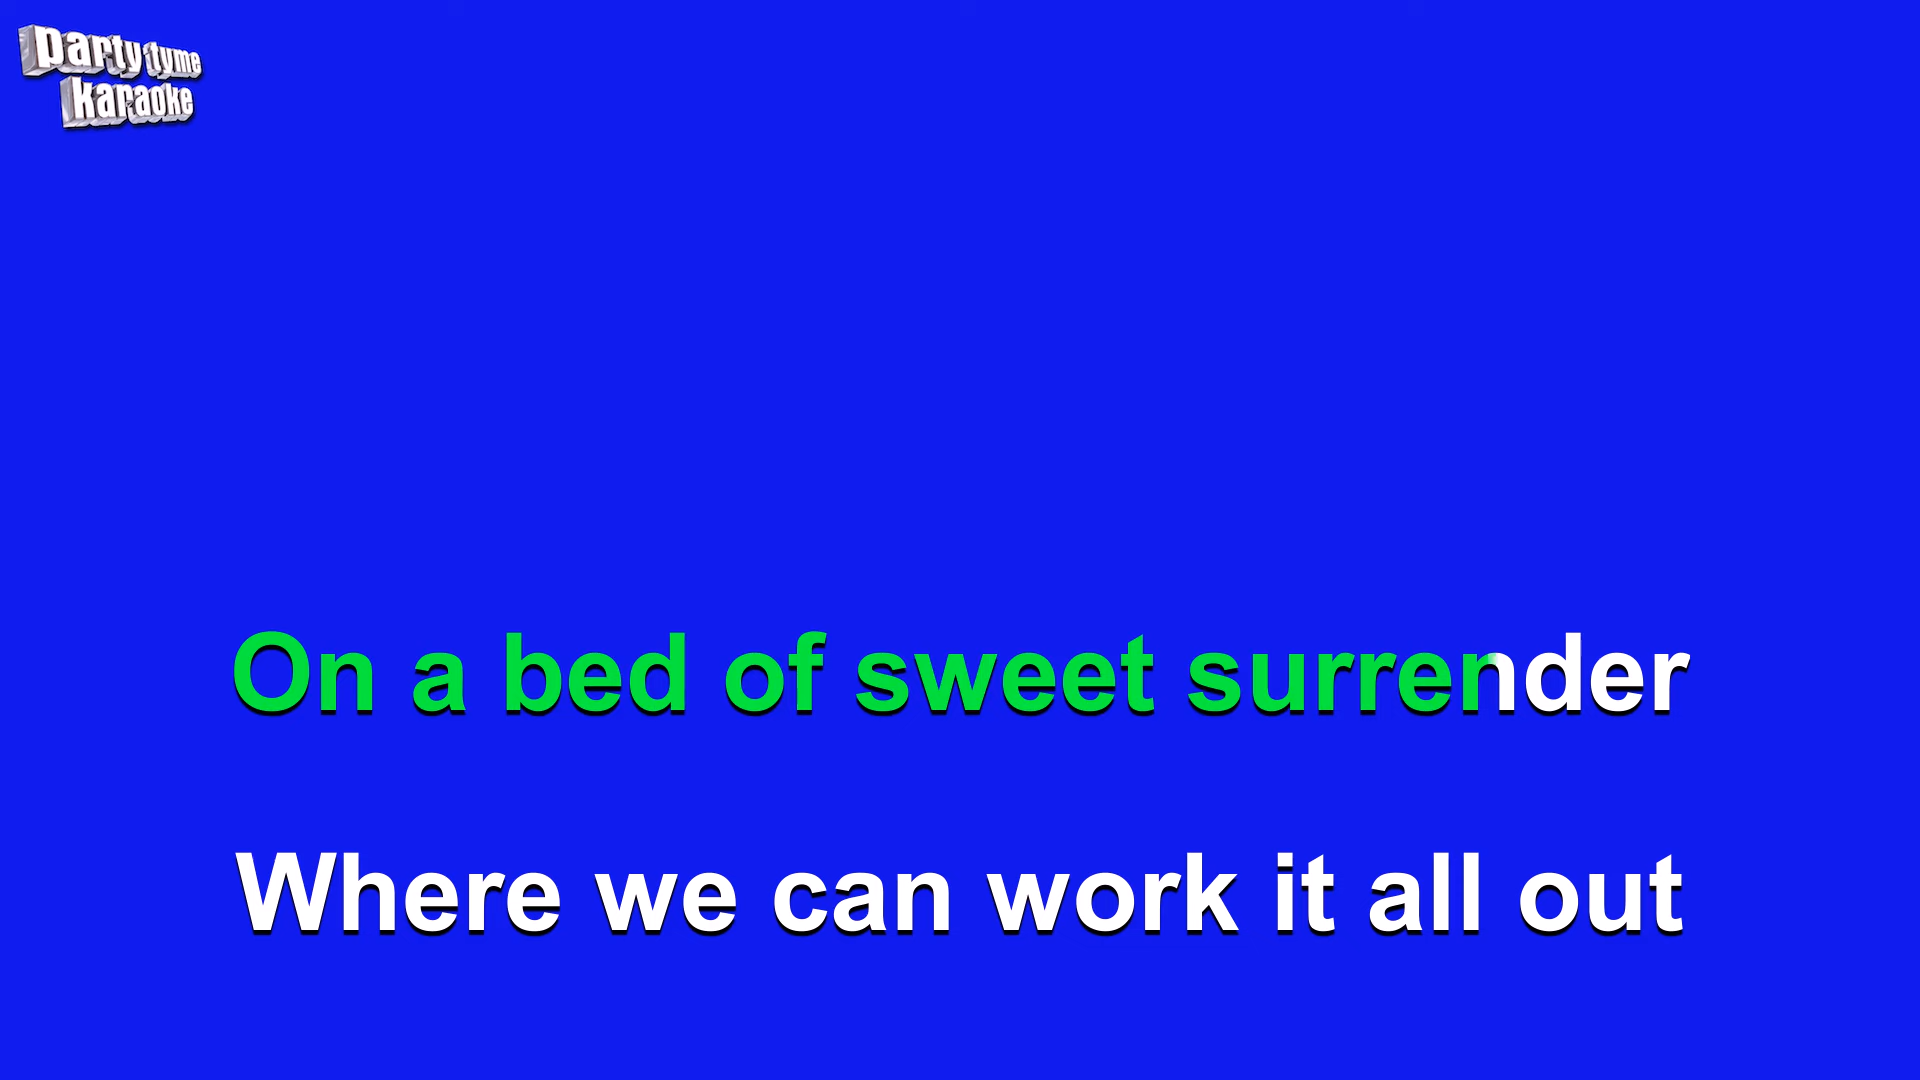 party tyme
karaoke
On a bed of sweet surrender
Where we can work it all out